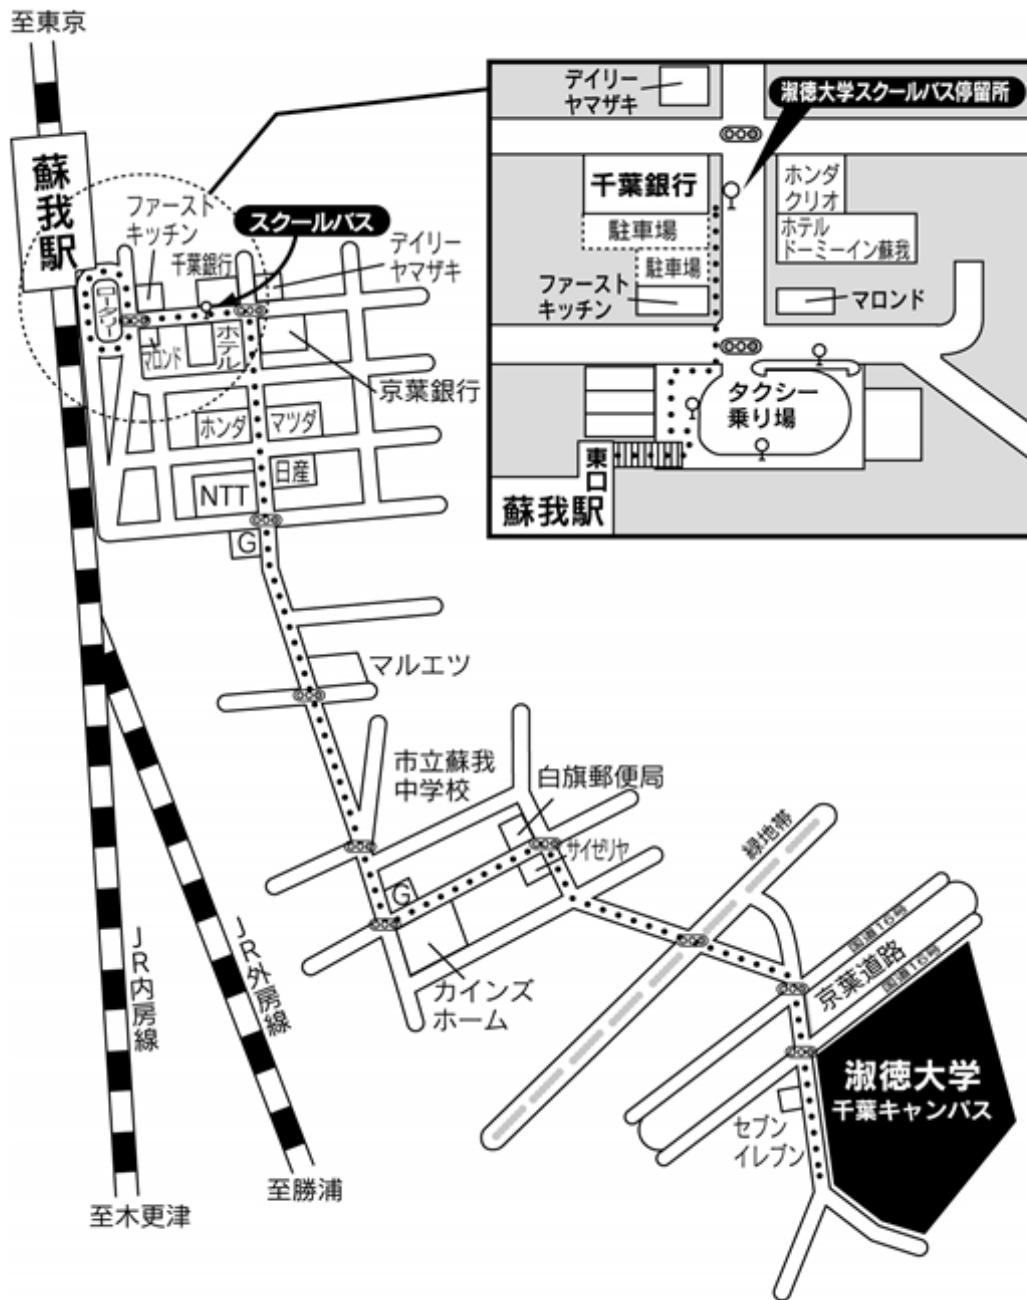 至東京
蘇我駅
ファースト
キッチン
千葉銀行
スクールバス
デイリー
ヤマザキ
ロータリー
マロンド
ホテル
京葉銀行
ホンダ
マツダ
日産
NTT
G
マルエツ
市立蘇我
中学校
白旗郵便局
サイゼリヤ
G
カインズ
ホーム
緑地帯
国道16号
京葉道路
国道16号
淑徳大学
千葉キャンパス
セブン
イレブン
JR内房線
JR外房線
至木更津
至勝浦
デイリー
ヤマザキ
淑徳大学スクールバス停留所
千葉銀行
駐車場
駐車場
ファースト
キッチン
ホンダ
クリオ
ホテル
ドーミーイン蘇我
マロンド
タクシー
乗り場
東口
蘇我駅